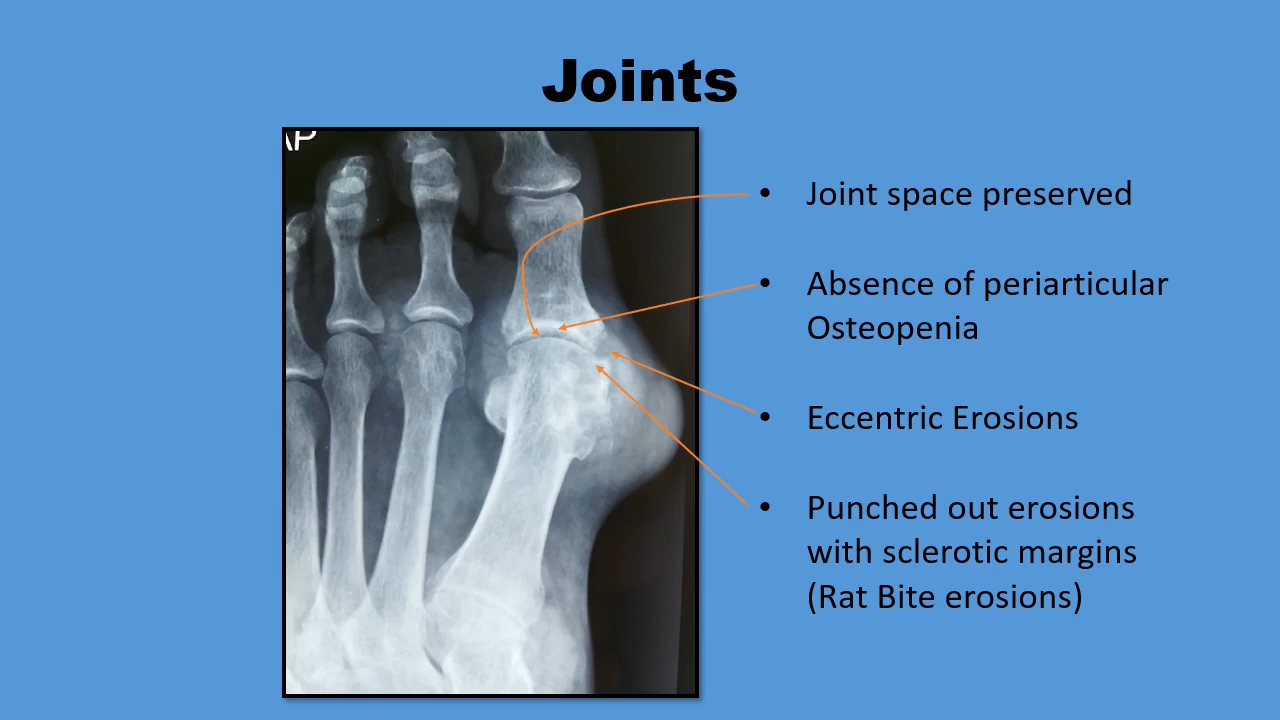 Joints
AP
• Joint space preserved
• Absence of periarticular
Osteopenia
• Eccentric Erosions
• Punched out erosions
with sclerotic margins
(Rat Bite erosions)